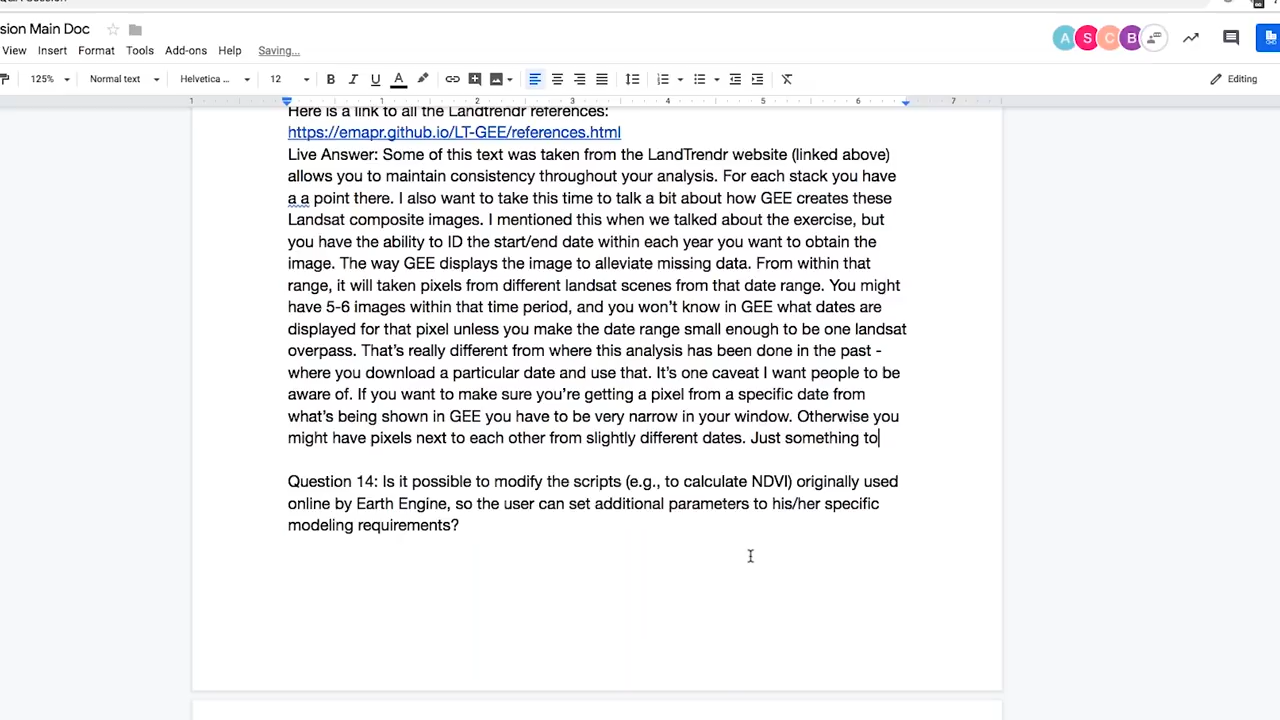 sion Main Doc
View Insert Format Tools Add-ons Help Saving...
125% Normal text Helvetica ... 12 B I U A Editing
1 1 2 3 4 5 6 7
A S C B
Here is a link to all the Landtrendr references:
https://emapr.github.io/LT-GEE/references.html
Live Answer: Some of this text was taken from the LandTrendr website (linked above)
allows you to maintain consistency throughout your analysis. For each stack you have
a a point there. I also want to take this time to talk a bit about how GEE creates these
Landsat composite images. I mentioned this when we talked about the exercise, but
you have the ability to ID the start/end date within each year you want to obtain the
image. The way GEE displays the image to alleviate missing data. From within that
range, it will taken pixels from different landsat scenes from that date range. You might
have 5-6 images within that time period, and you won't know in GEE what dates are
displayed for that pixel unless you make the date range small enough to be one landsat
overpass. That's really different from where this analysis has been done in the past -
where you download a particular date and use that. It's one caveat I want people to be
aware of. If you want to make sure you're getting a pixel from a specific date from
what's being shown in GEE you have to be very narrow in your window. Otherwise you
might have pixels next to each other from slightly different dates. Just something to
Question 14: Is it possible to modify the scripts (e.g., to calculate NDVI) originally used
online by Earth Engine, so the user can set additional parameters to his/her specific
modeling requirements?